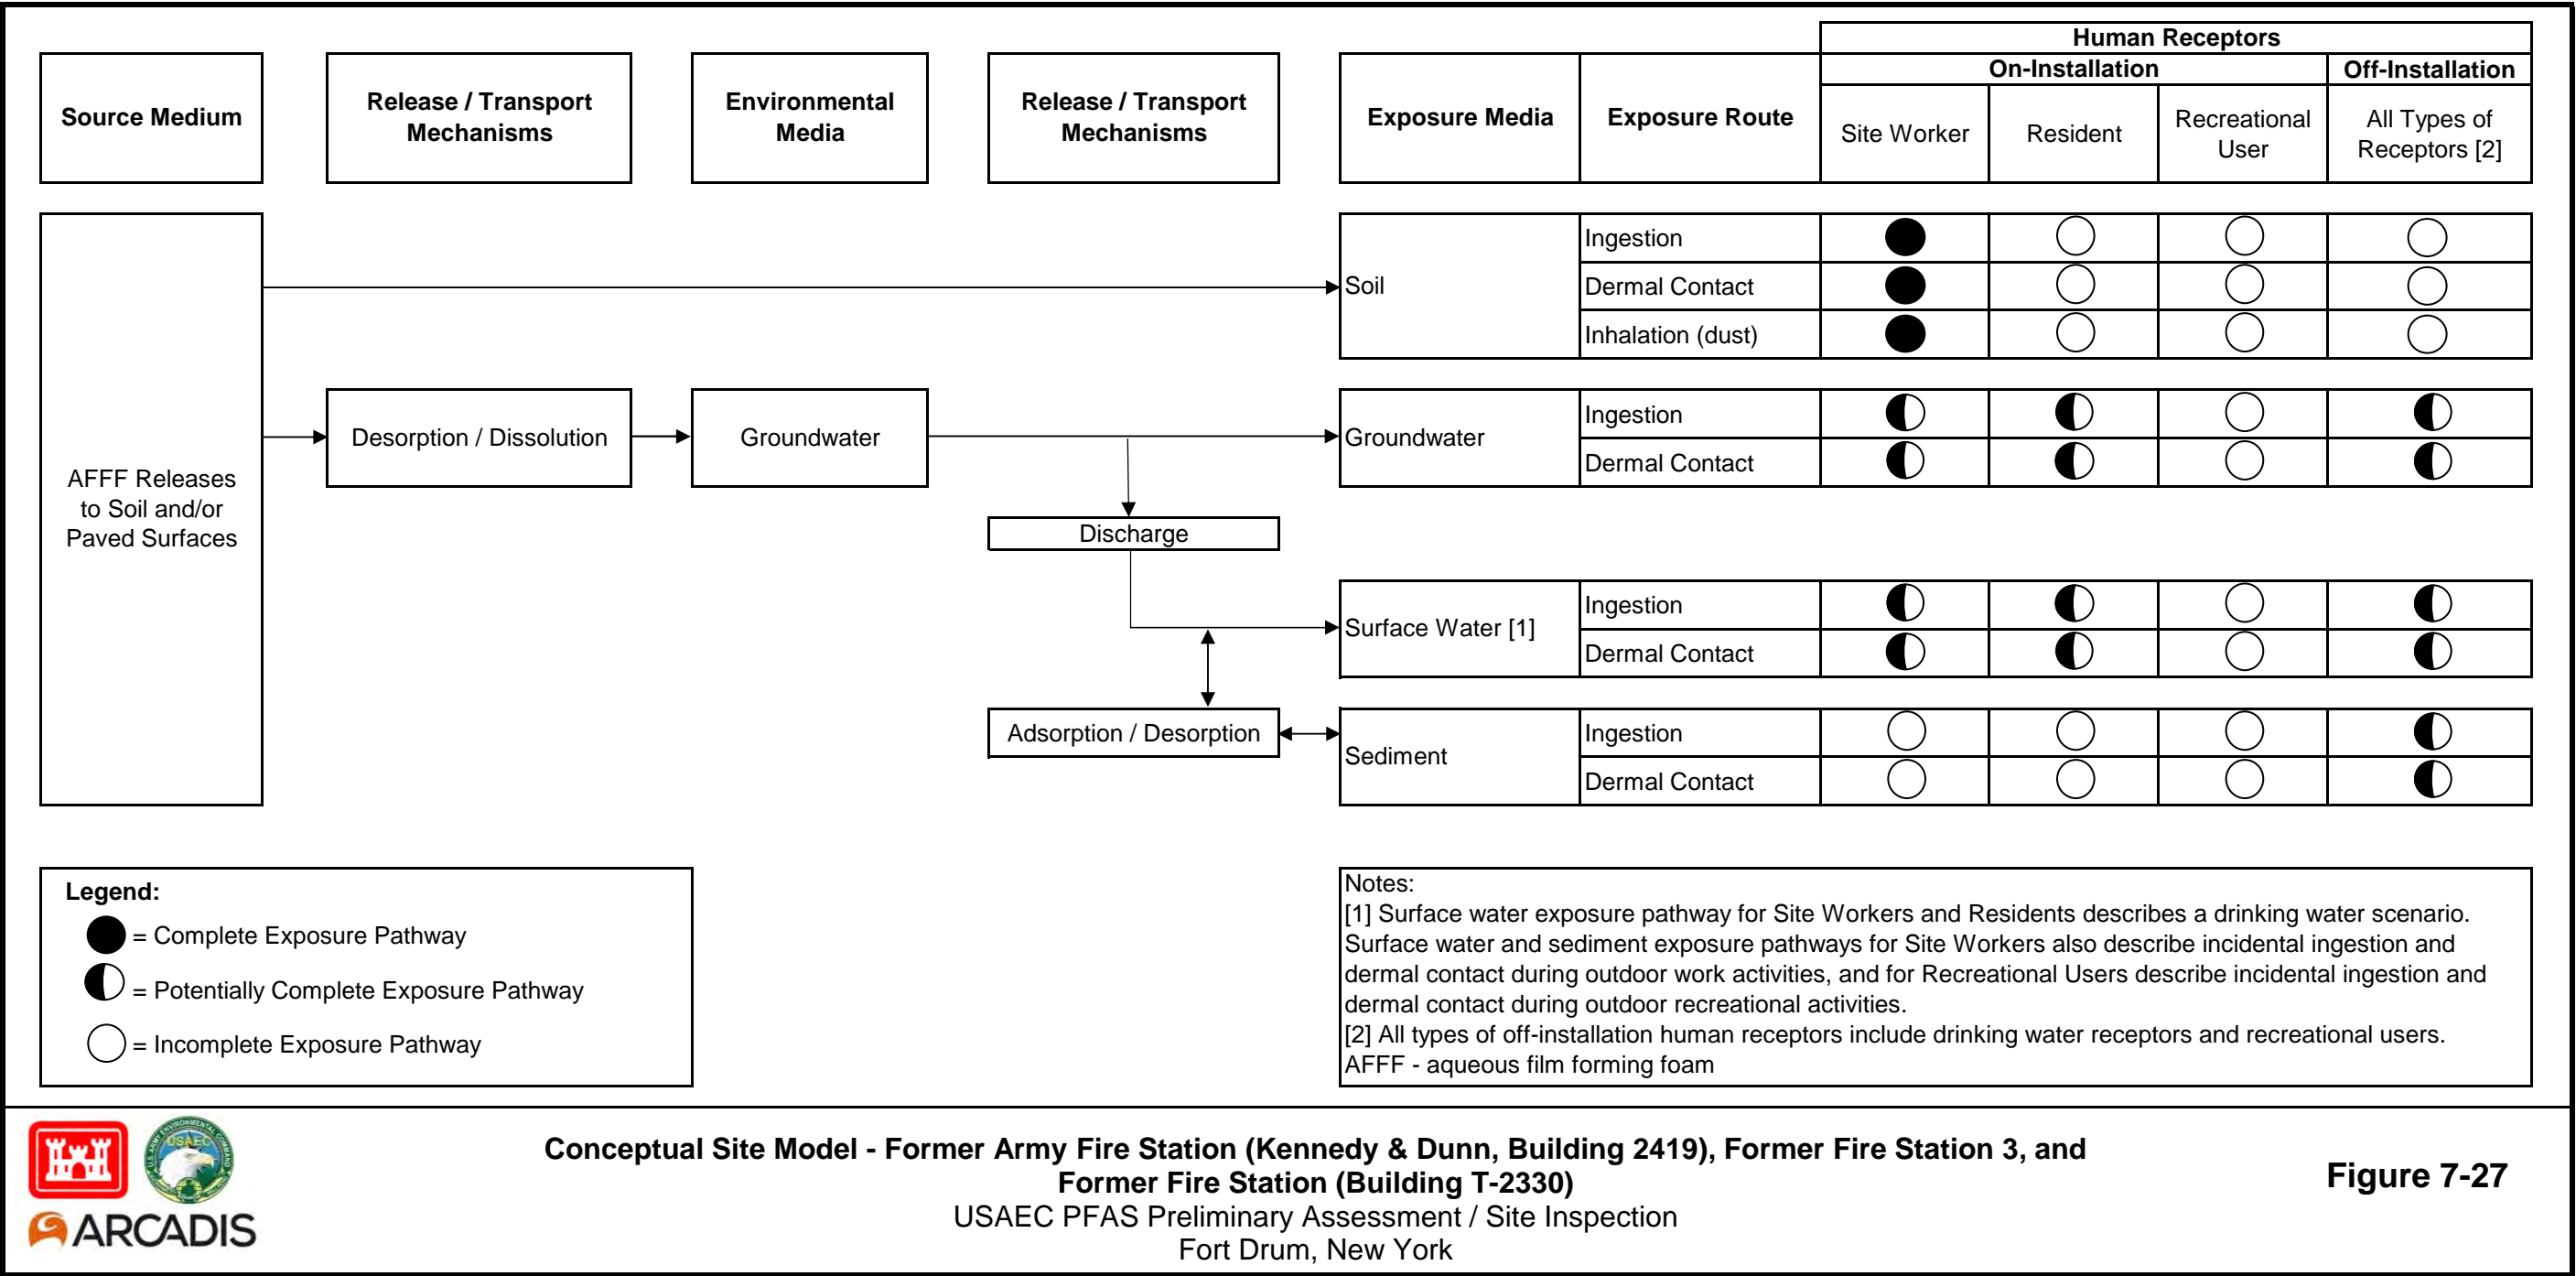 Human Receptors
On-Installation
Off-Installation
Source Medium
Release / Transport
Mechanisms
Environmental
Media
Release / Transport
Mechanisms
Exposure Media
Exposure Route
Site Worker
Resident
Recreational
User
All Types of
Receptors [2]
AFFF Releases
to Soil and/or
Paved Surfaces
Soil
Ingestion
Dermal Contact
Inhalation (dust)
Desorption / Dissolution
Groundwater
Groundwater
Ingestion
Dermal Contact
Discharge
Surface Water [1]
Ingestion
Dermal Contact
Adsorption / Desorption
Sediment
Ingestion
Dermal Contact
Legend:
= Complete Exposure Pathway
= Potentially Complete Exposure Pathway
= Incomplete Exposure Pathway
Notes:
[1] Surface water exposure pathway for Site Workers and Residents describes a drinking water scenario.
Surface water and sediment exposure pathways for Site Workers also describe incidental ingestion and
dermal contact during outdoor work activities, and for Recreational Users describe incidental ingestion and
dermal contact during outdoor recreational activities.
[2] All types of off-installation human receptors include drinking water receptors and recreational users.
AFFF - aqueous film forming foam
U.S. ARMY ENVIRONMENTAL COMMAND
USAEC
ARCADIS
Conceptual Site Model - Former Army Fire Station (Kennedy & Dunn, Building 2419), Former Fire Station 3, and
Former Fire Station (Building T-2330)
USAEC PFAS Preliminary Assessment / Site Inspection
Fort Drum, New York
Figure 7-27